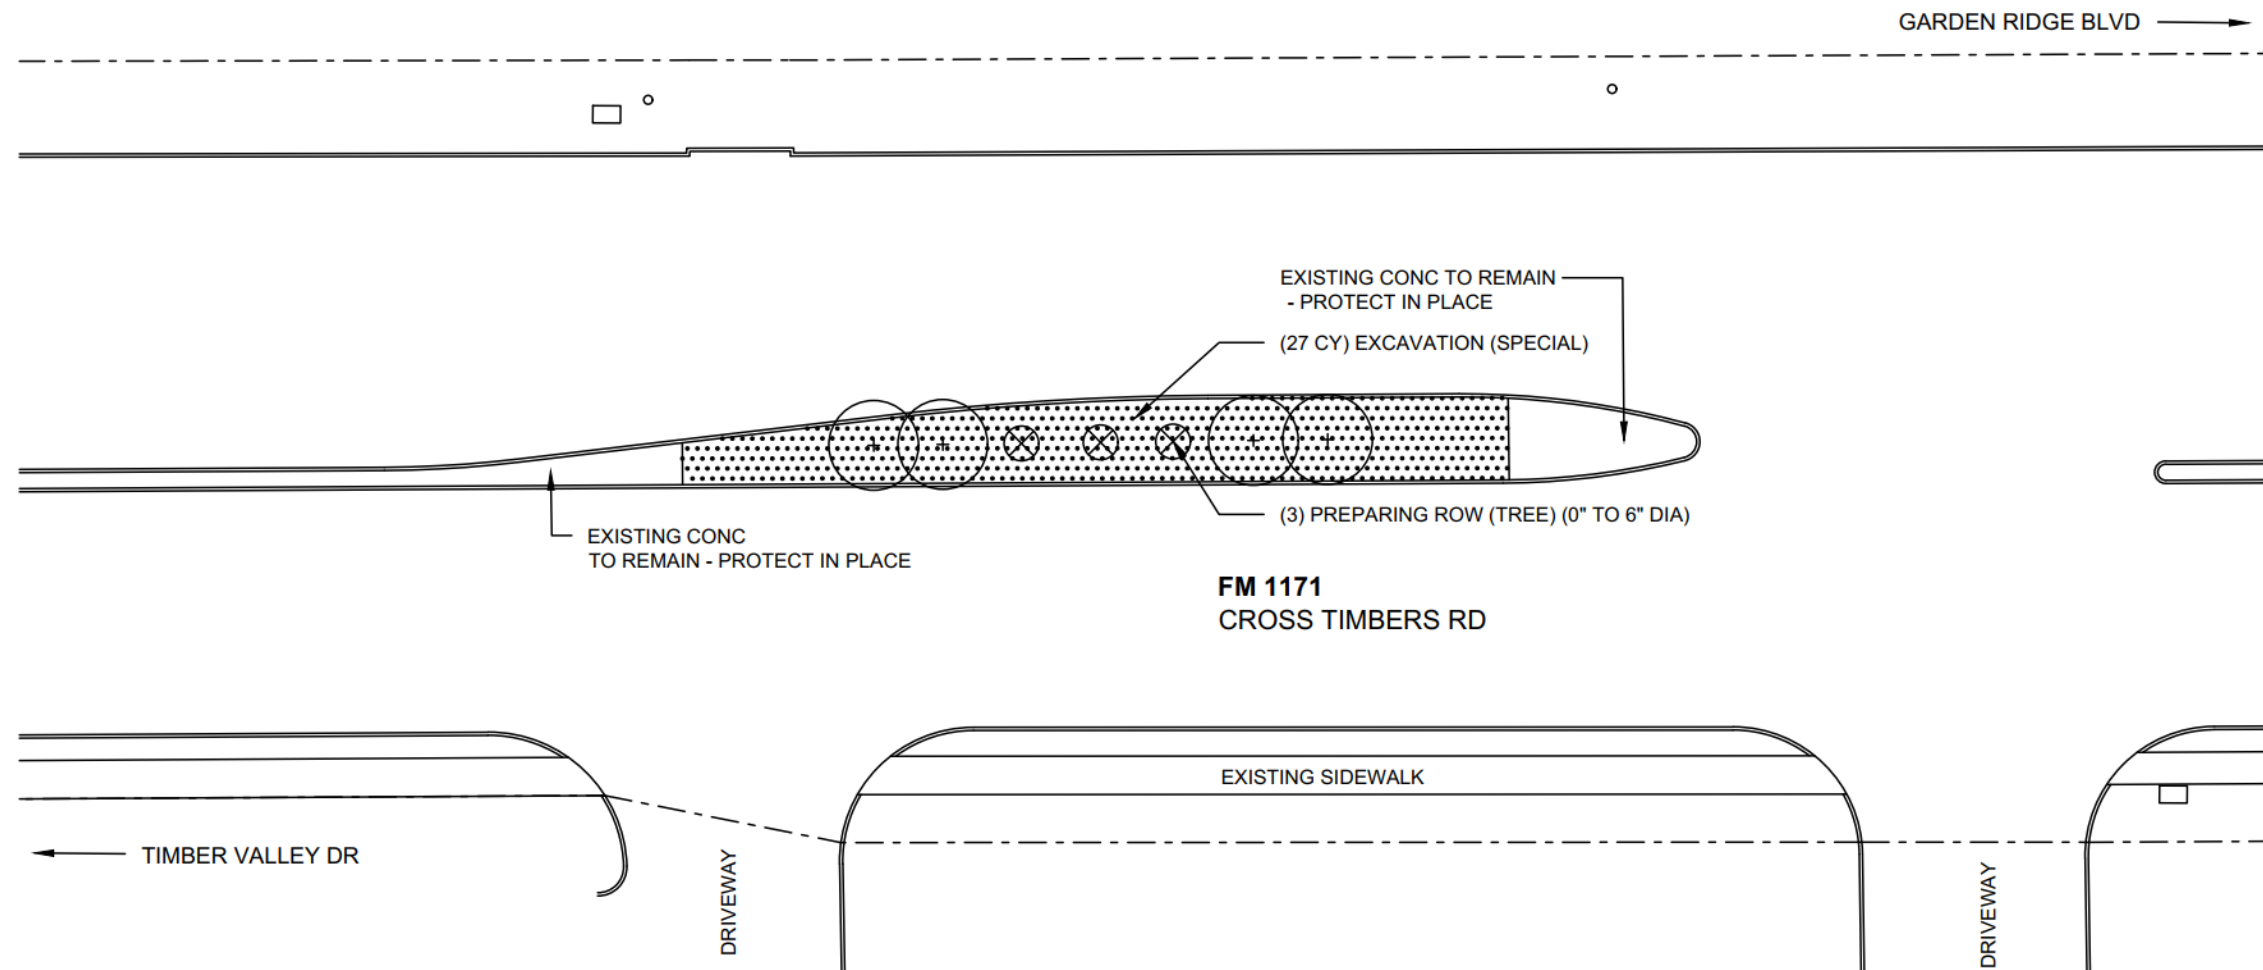 GARDEN RIDGE BLVD
EXISTING CONC TO REMAIN
- PROTECT IN PLACE
(27 CY) EXCAVATION (SPECIAL)
(3) PREPARING ROW (TREE) (0" TO 6" DIA)
EXISTING CONC
TO REMAIN - PROTECT IN PLACE
FM 1171
CROSS TIMBERS RD
EXISTING SIDEWALK
TIMBER VALLEY DR
DRIVEWAY
DRIVEWAY